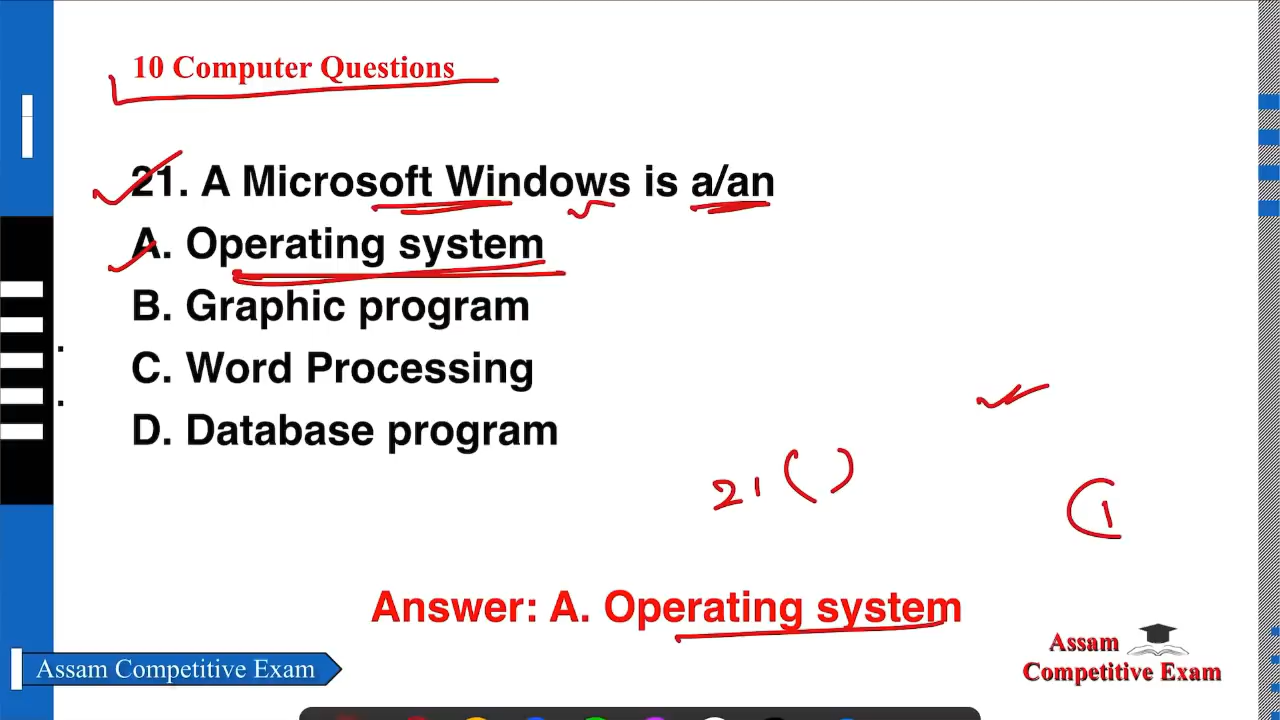 10 Computer Questions
21. A Microsoft Windows is a/an
A. Operating system
B. Graphic program
C. Word Processing
D. Database program
21 ( )
1
Answer: A. Operating system
Assam Competitive Exam
Assam
Competitive Exam